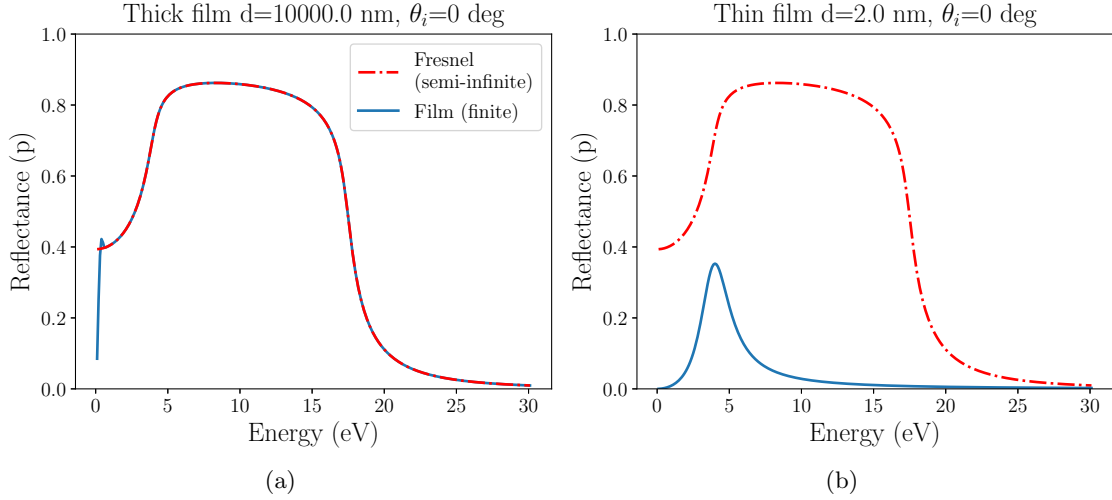 Thick film d=10000.0 nm, θi=0 deg
Reflectance (p)
1.0
0.8
0.6
0.4
0.2
0.0
Fresnel
(semi-infinite)
Film (finite)
0 5 10 15 20 25 30
Energy (eV)
(a)
Thin film d=2.0 nm, θi=0 deg
Reflectance (p)
1.0
0.8
0.6
0.4
0.2
0.0
0 5 10 15 20 25 30
Energy (eV)
(b)